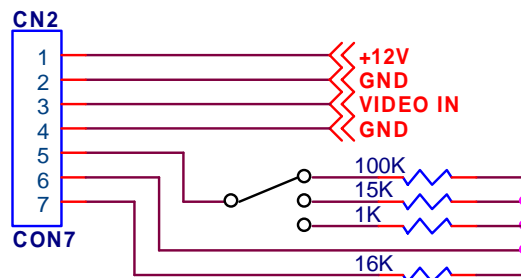 CN2
1 +12V
2 GND
3 VIDEO IN
4 GND
5
100K
6
15K
7
1K
CON7
16K